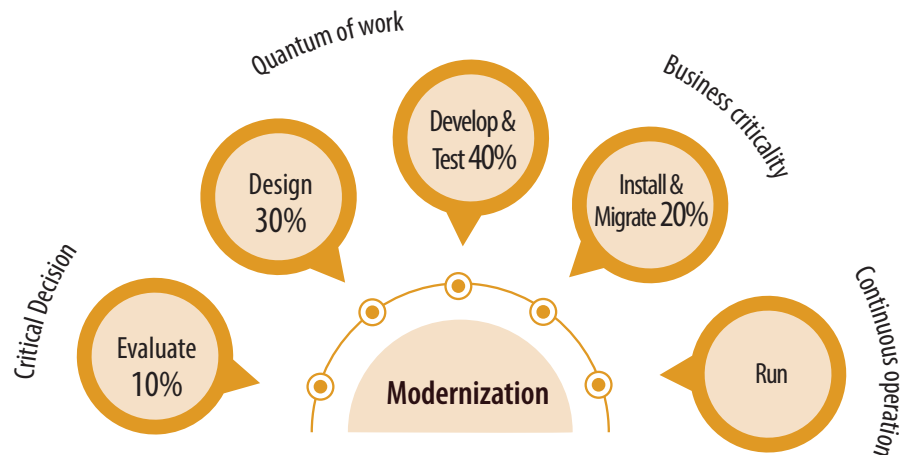 Critical Decision
Evaluate
10%
Quantum of work
Design
30%
Develop &
Test 40%
Business criticality
Install &
Migrate 20%
Continuous operation
Run
Modernization